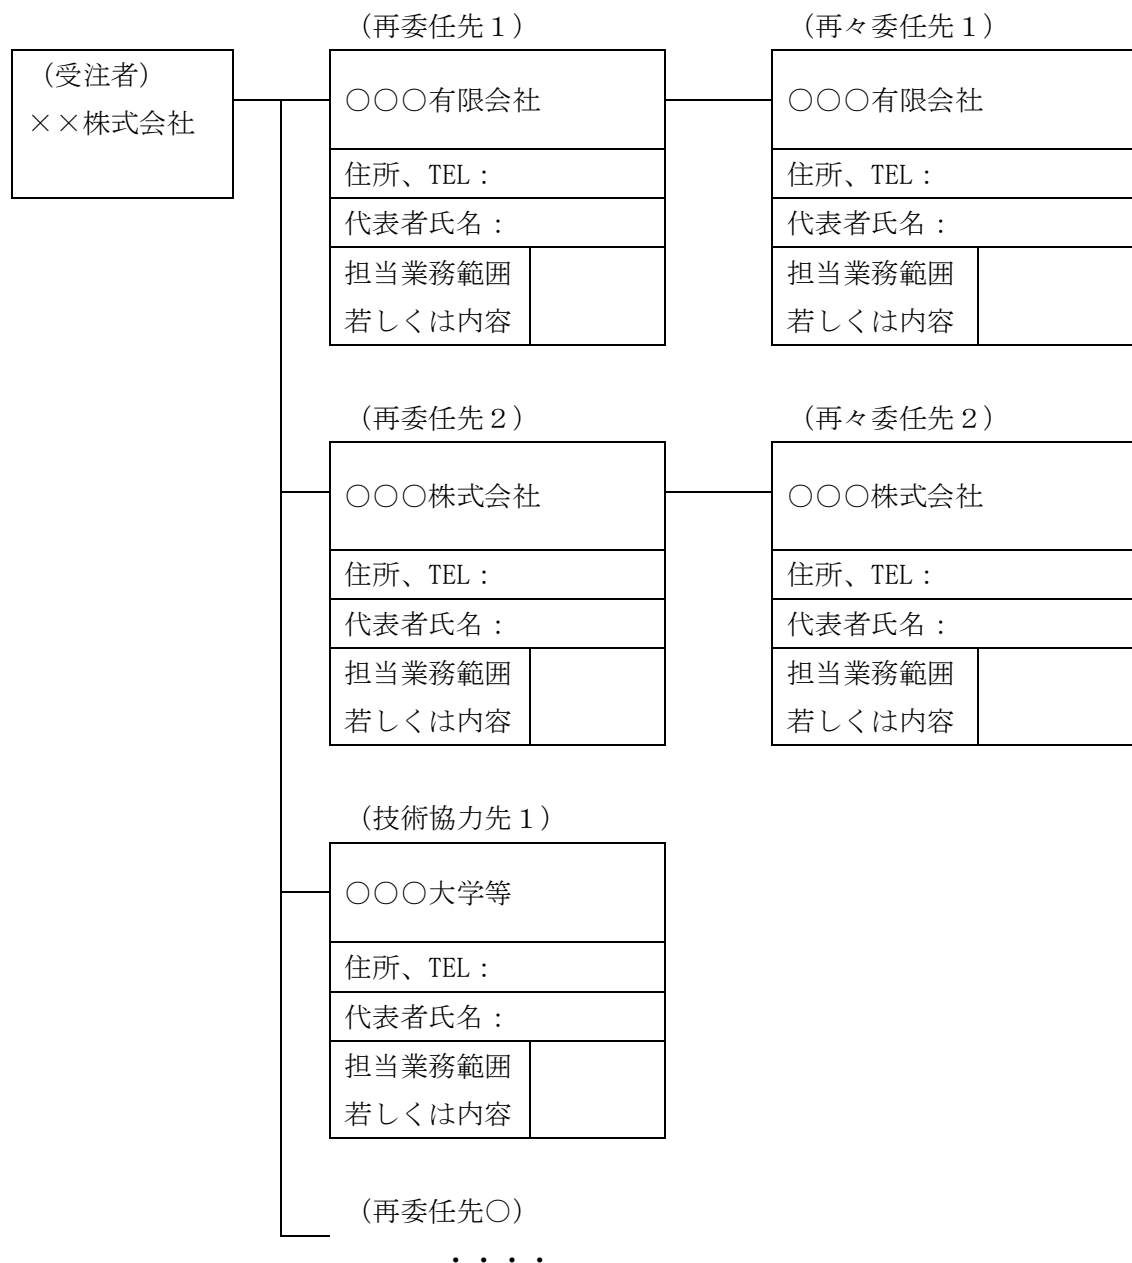 （再委任先１）
（再々委任先１）
（受注者）
××株式会社
○○○有限会社
○○○有限会社
住所、TEL：
住所、TEL：
代表者氏名：
代表者氏名：
担当業務範囲
若しくは内容
担当業務範囲
若しくは内容
（再委任先２）
（再々委任先２）
○○○株式会社
○○○株式会社
住所、TEL：
住所、TEL：
代表者氏名：
代表者氏名：
担当業務範囲
若しくは内容
担当業務範囲
若しくは内容
（技術協力先１）
○○○大学等
住所、TEL：
代表者氏名：
担当業務範囲
若しくは内容
（再委任先○）
・・・・